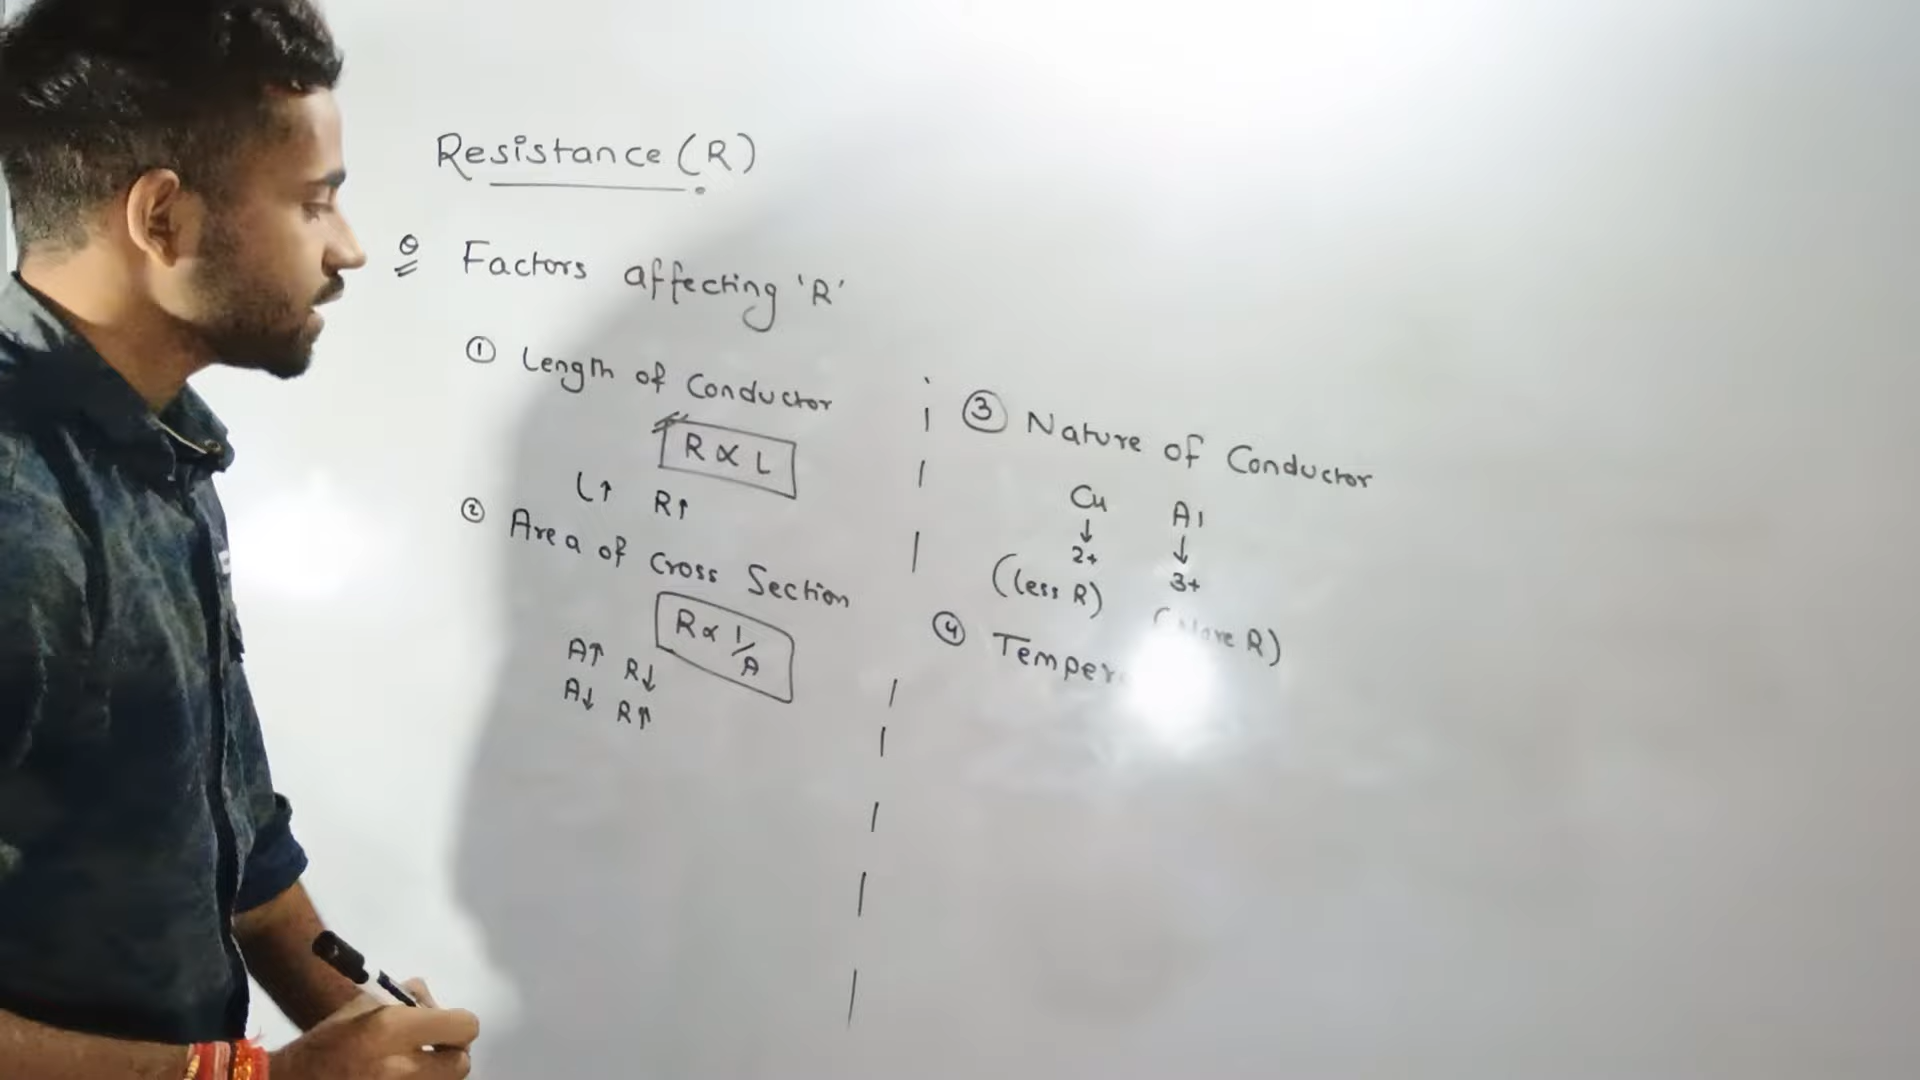 Resistance (R)
Q Factors affecting 'R'
① Length of Conductor
R ∝ L
L↑ R↑
② Area of Cross Section
R ∝ 1/A
A↑ R↓
A↓ R↑
③ Nature of Conductor
Cu Al
↓ ↓
2+ 3+
(less R) R)
④